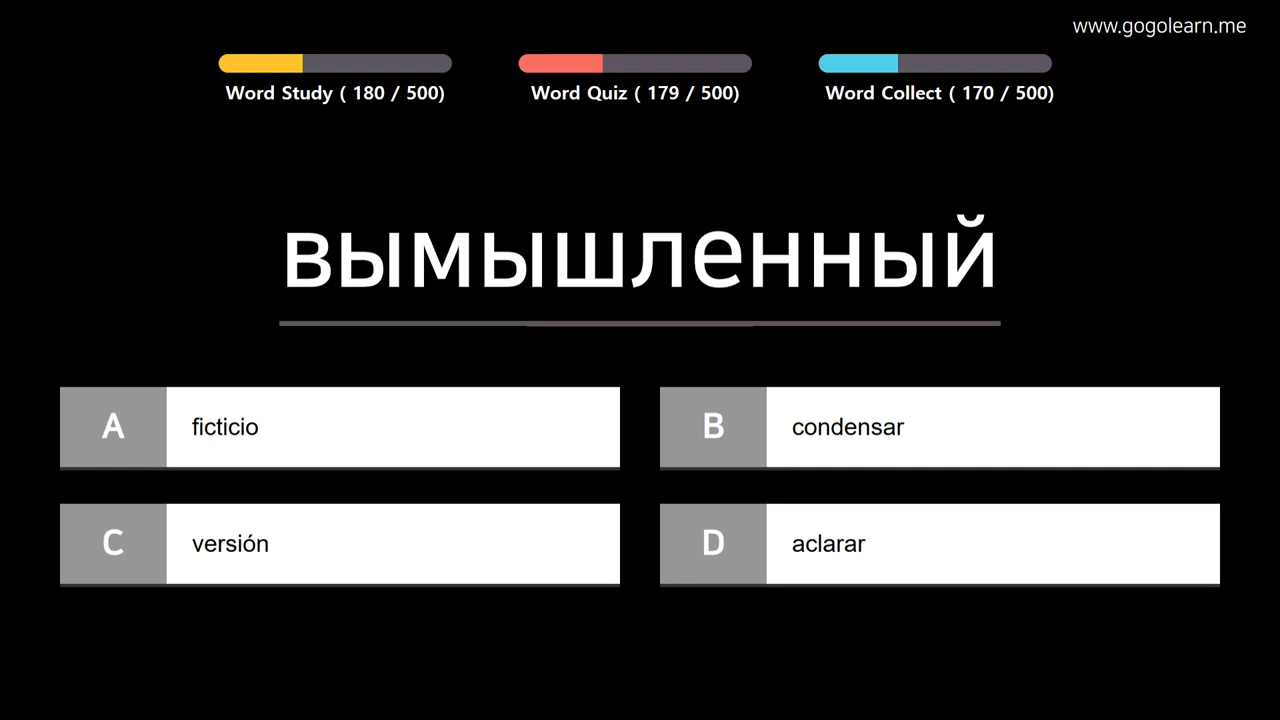 www.gogolearn.me
Word Study ( 180 / 500)
Word Quiz ( 179 / 500)
Word Collect ( 170 / 500)
вымышленный
A ficticio
B condensar
C versión
D aclarar